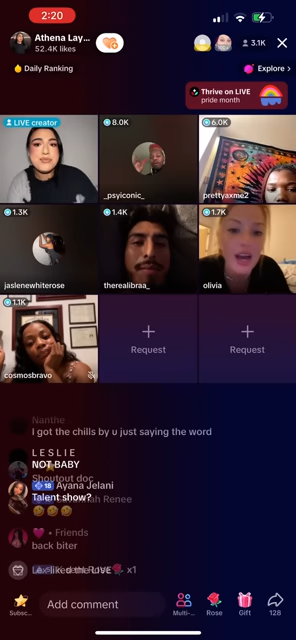 2:20
Athena Lay...
52.4K likes
3.1K
Daily Ranking
Explore >
Thrive on LIVE
pride month
LIVE creator
8.0K
6.0K
_psyiconic_
prettyaxme2
1.3K
1.4K
1.7K
jaslenewhiterose
therealibraa_
olivia
1.1K
cosmosbravo
Request
Request
Nanthe
I got the chills by u just saying the word
L E S L I E
NOT BABY
Shoutout doc
18 Ayana Jelani
Renee
Talent show?
• Friends
back biter
liked the LIVE
x1
Subsc...
Add comment
Multi-...
Rose
Gift
128